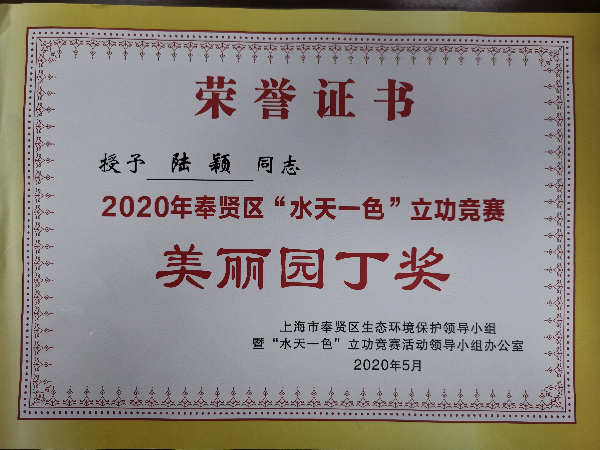 荣誉证书
授予 陆颖 同志
2020年奉贤区“水天一色”立功竞赛
美丽园丁奖
上海市奉贤区生态环境保护领导小组
暨“水天一色”立功竞赛活动领导小组办公室
2020年5月